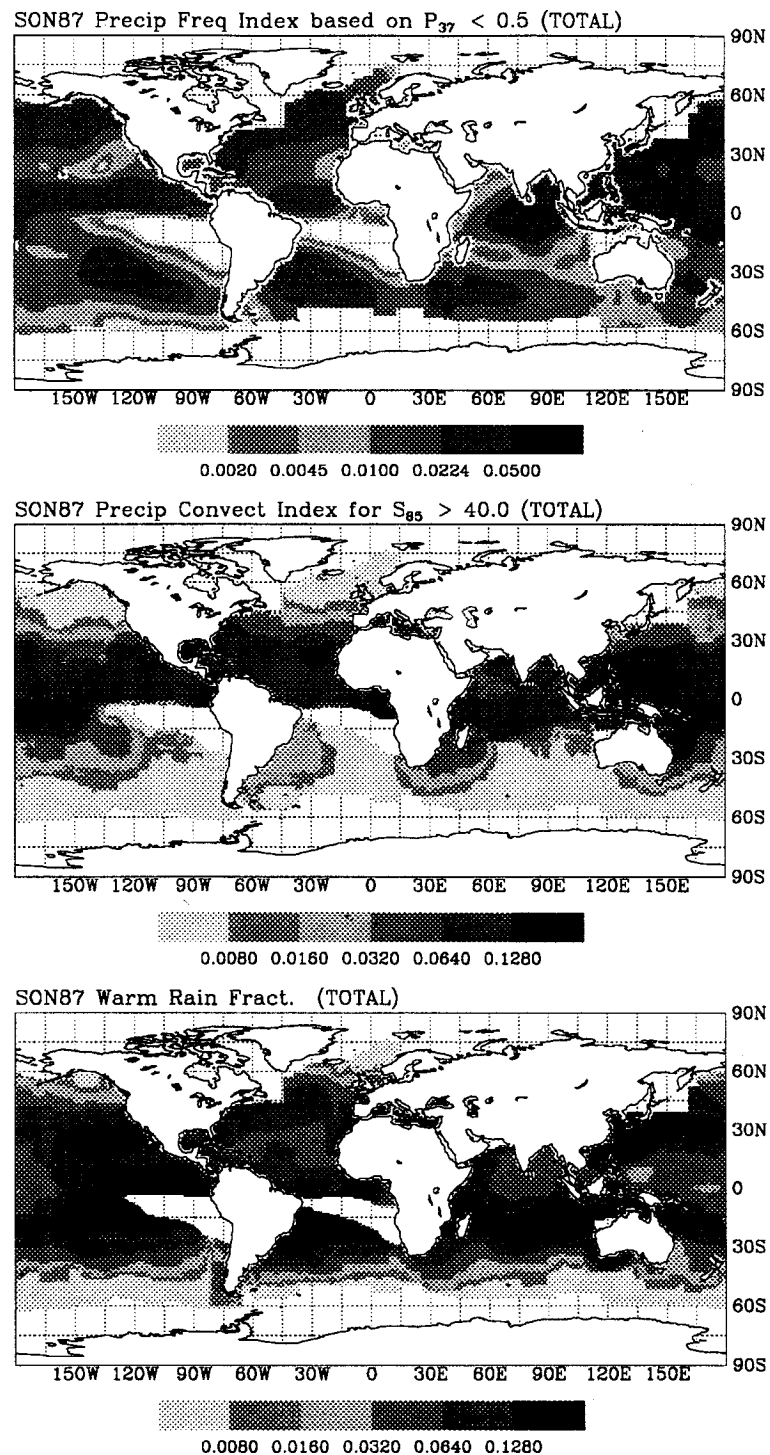 SON87 Precip Freq Index based on P₃₇ < 0.5 (TOTAL)
90N
60N
30N
0
30S
60S
90S
150W 120W 90W 60W 30W 0 30E 60E 90E 120E 150E
0.0020 0.0045 0.0100 0.0224 0.0500
SON87 Precip Convect Index for S₈₅ > 40.0 (TOTAL)
90N
60N
30N
0
30S
60S
90S
150W 120W 90W 60W 30W 0 30E 60E 90E 120E 150E
0.0080 0.0160 0.0320 0.0640 0.1280
SON87 Warm Rain Fract. (TOTAL)
90N
60N
30N
0
30S
60S
90S
150W 120W 90W 60W 30W 0 30E 60E 90E 120E 150E
0.0080 0.0160 0.0320 0.0640 0.1280